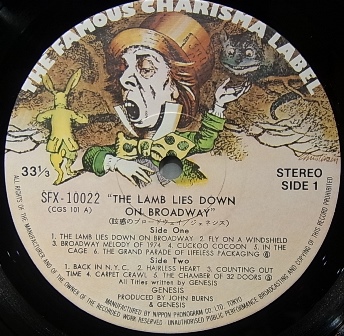 THE FAMOUS CHARISMA LABEL
33⅓
STEREO
SIDE 1
SFX-10022 "THE LAMB LIES DOWN
(CGS 101 A) ON BROADWAY"
(眩惑のブロードウェイ/ジェネシス)
Side One
1. THE LAMB LIES DOWN ON BROADWAY 2. FLY ON A WINDSHIELD
3. BROADWAY MELODY OF 1974 4. CUCKOO COCOON 5. IN THE
CAGE 6. THE GRAND PARADE OF LIFELESS PACKAGING
Side Two
1. BACK IN N.Y.C. 2. HAIRLESS HEART 3. COUNTING OUT
TIME 4. CARPET CRAWL 5. THE CHAMBER OF 32 DOORS
All Titles written by GENESIS
GENESIS
PRODUCED BY JOHN BURNS
& GENESIS
ALL RIGHTS OF THE MANUFACTURER AND OF THE OWNER OF THE RECORDED WORK RESERVED. UNAUTHORISED PUBLIC PERFORMANCE, BROADCASTING AND COPYING OF THIS RECORD PROHIBITED
MANUFACTURED BY NIPPON PHONOGRAM CO. LTD. TOKYO, JAPAN